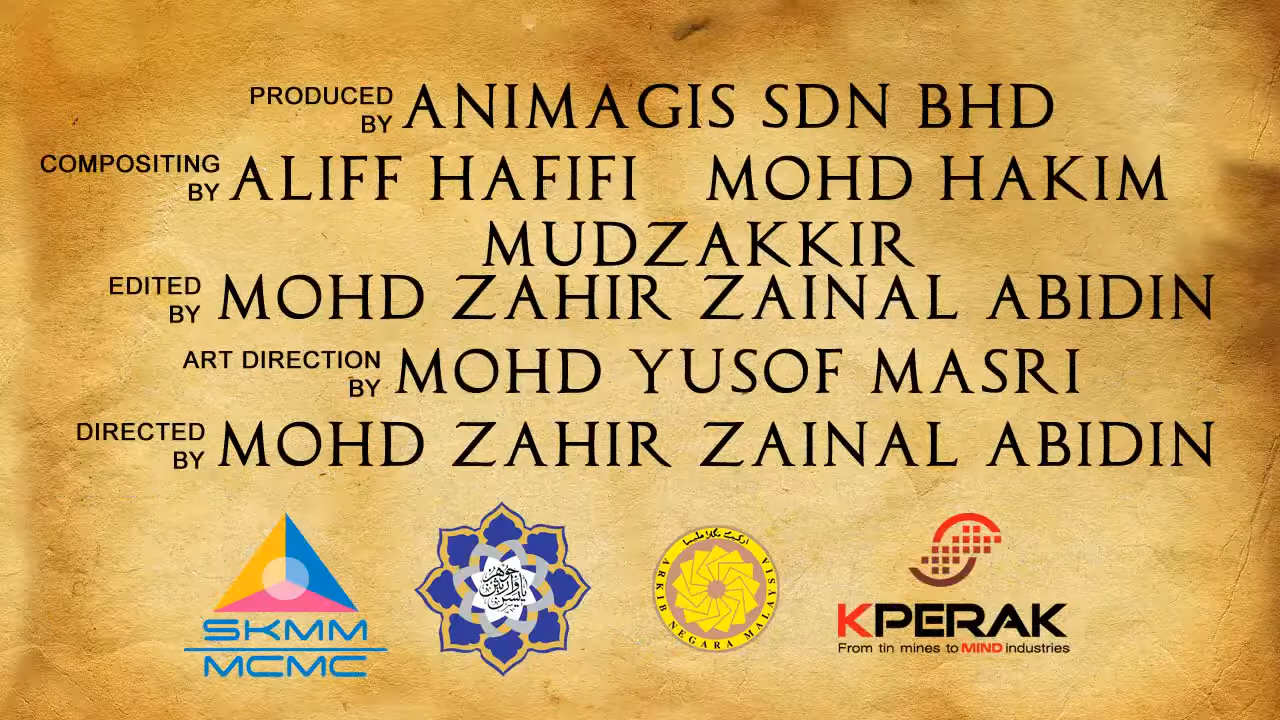 PRODUCED BY ANIMAGIS SDN BHD
COMPOSITING BY ALIFF HAFIFI MOHD HAKIM
MUDZAKKIR
EDITED BY MOHD ZAHIR ZAINAL ABIDIN
ART DIRECTION BY MOHD YUSOF MASRI
DIRECTED BY MOHD ZAHIR ZAINAL ABIDIN
SKMM
MCMC
ARKIB NEGARA MALAYSIA
KPERAK
From tin mines to MIND industries